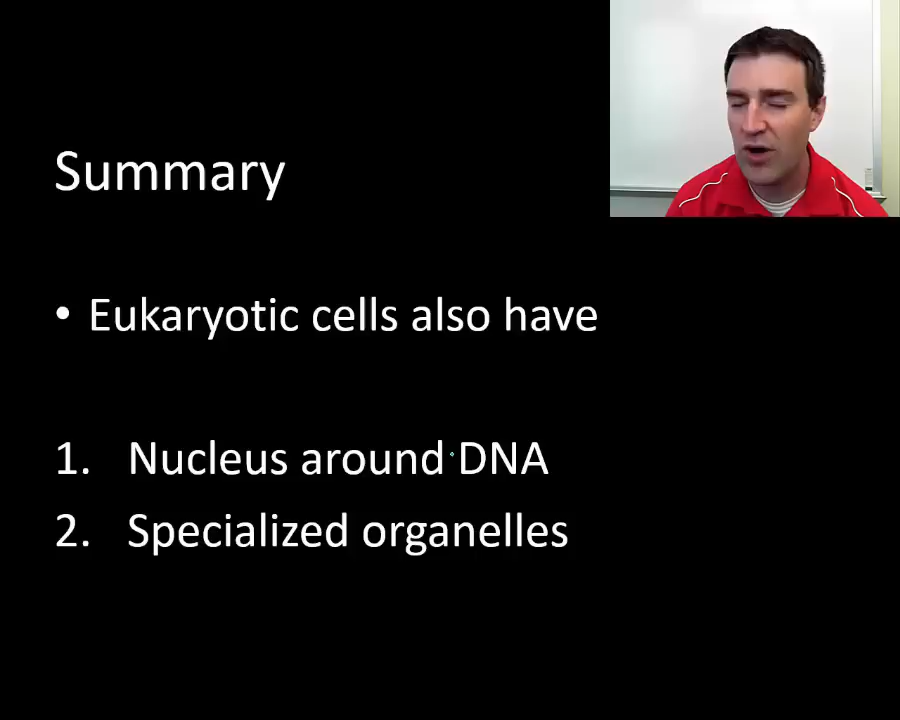 Summary
• Eukaryotic cells also have
1. Nucleus around DNA
2. Specialized organelles